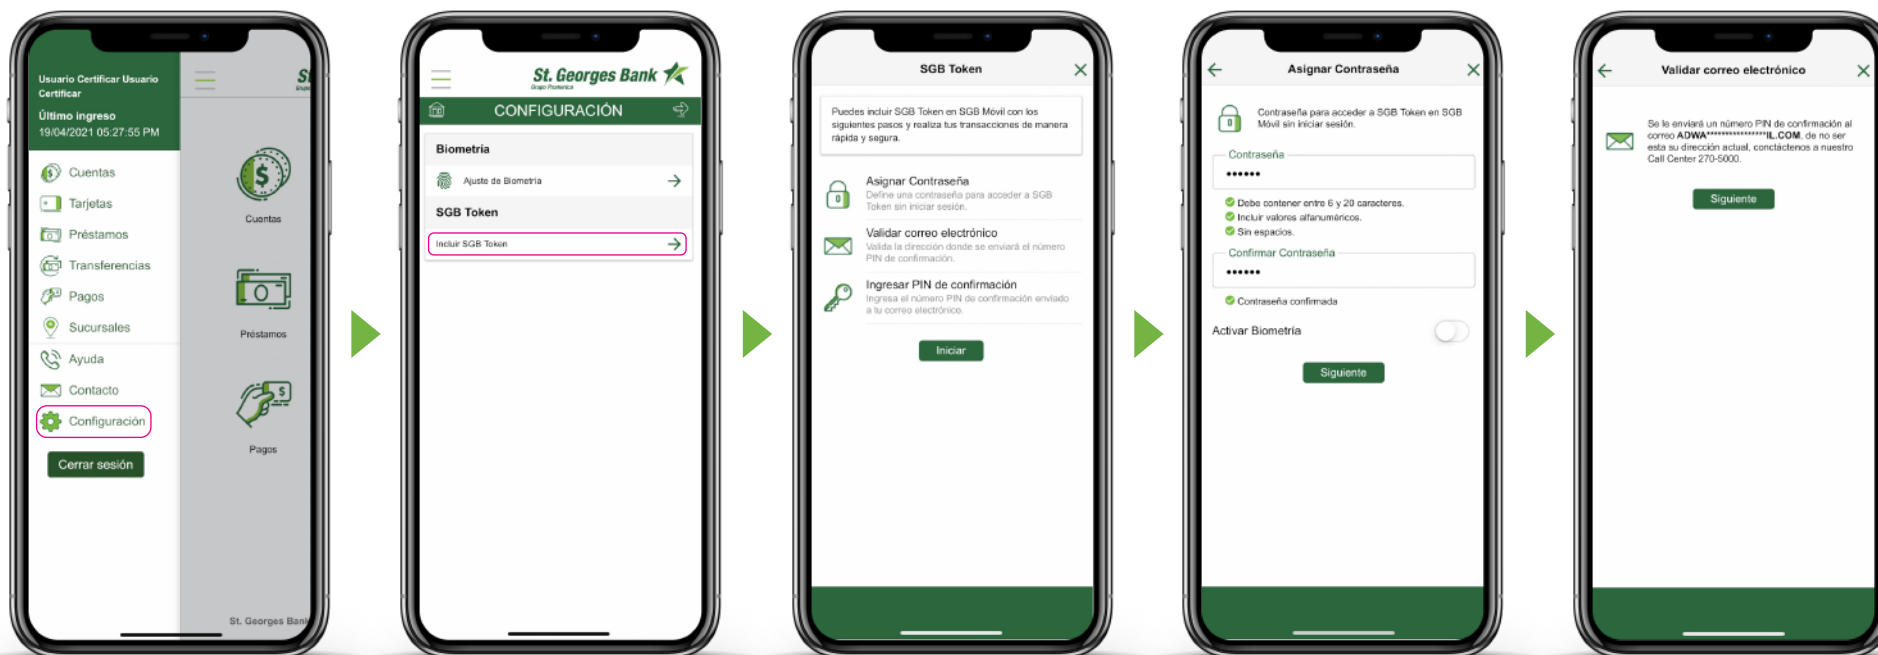 Usuario Certificar Usuario
Certificar
Último ingreso
19/04/2021 05:27:55 PM
Cuentas
Tarjetas
Préstamos
Transferencias
Pagos
Sucursales
Ayuda
Contacto
Configuración
Cerrar sesión
Cuentas
Préstamos
Pagos
St. Georges Bank
St. Georges Bank
Grupo Promerica
CONFIGURACIÓN
Biometría
Ajuste de Biometría
SGB Token
Incluir SGB Token
SGB Token
Puedes incluir SGB Token en SGB Móvil con los
siguientes pasos y realiza tus transacciones de manera
rápida y segura.
Asignar Contraseña
Define una contraseña para acceder a SGB
Token sin iniciar sesión.
Validar correo electrónico
Valida la dirección donde se enviará el número
PIN de confirmación.
Ingresar PIN de confirmación
Ingresa el número PIN de confirmación enviado
a tu correo electrónico.
Iniciar
Asignar Contraseña
Contraseña para acceder a SGB Token en SGB
Móvil sin iniciar sesión.
Contraseña
••••••
Debe contener entre 6 y 20 caracteres.
Incluir valores alfanuméricos.
Sin espacios.
Confirmar Contraseña
••••••
Contraseña confirmada
Activar Biometría
Siguiente
Validar correo electrónico
Se le enviará un número PIN de confirmación al
correo ADWA****************IL.COM, de no ser
esta su dirección actual, conctáctenos a nuestro
Call Center 270-5000.
Siguiente